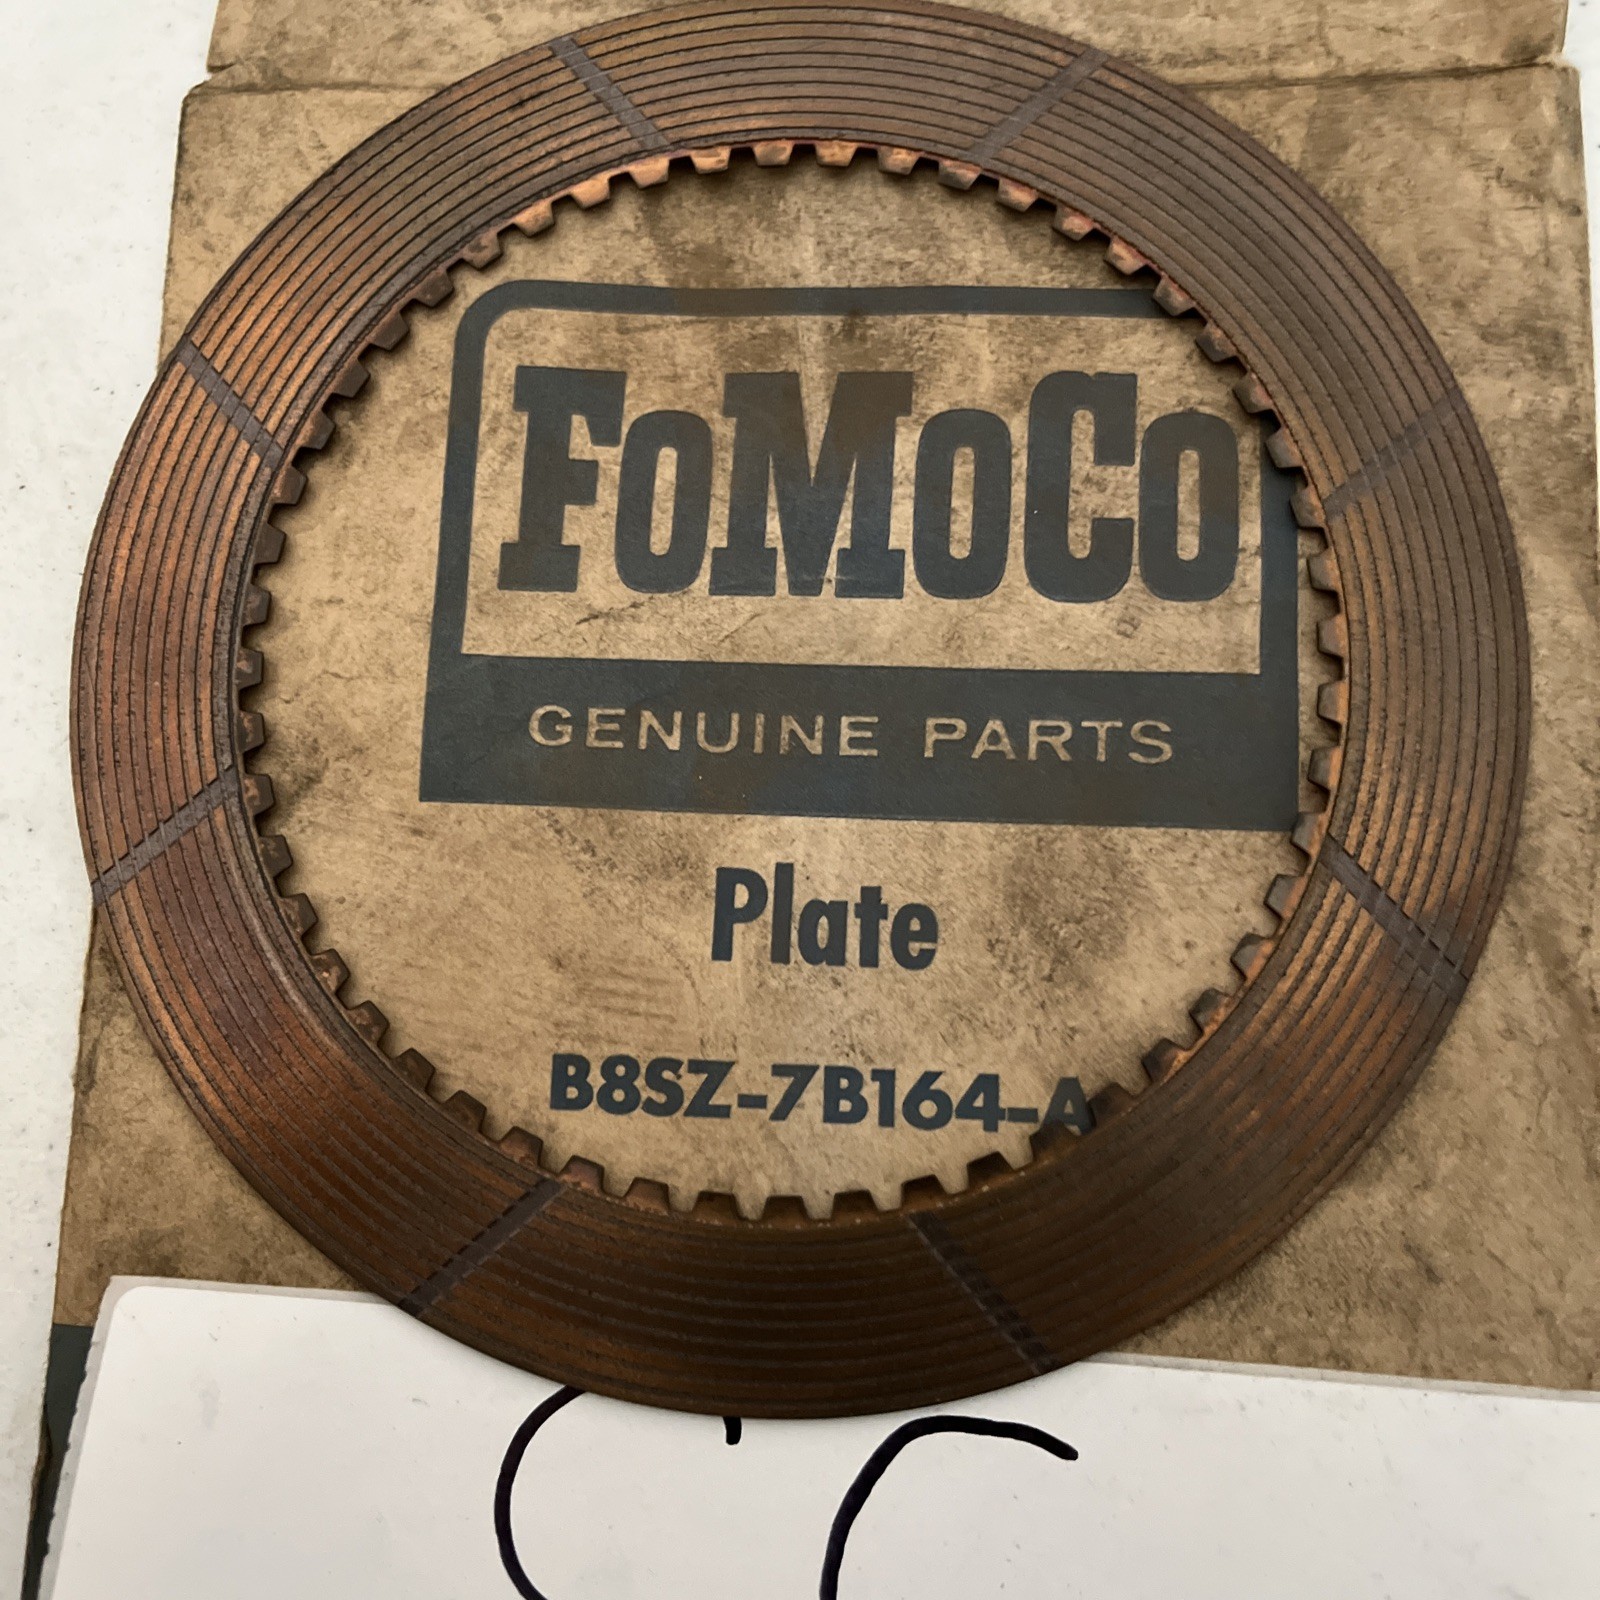 FoMoCo
GENUINE PARTS
Plate
B8SZ-7B164-A